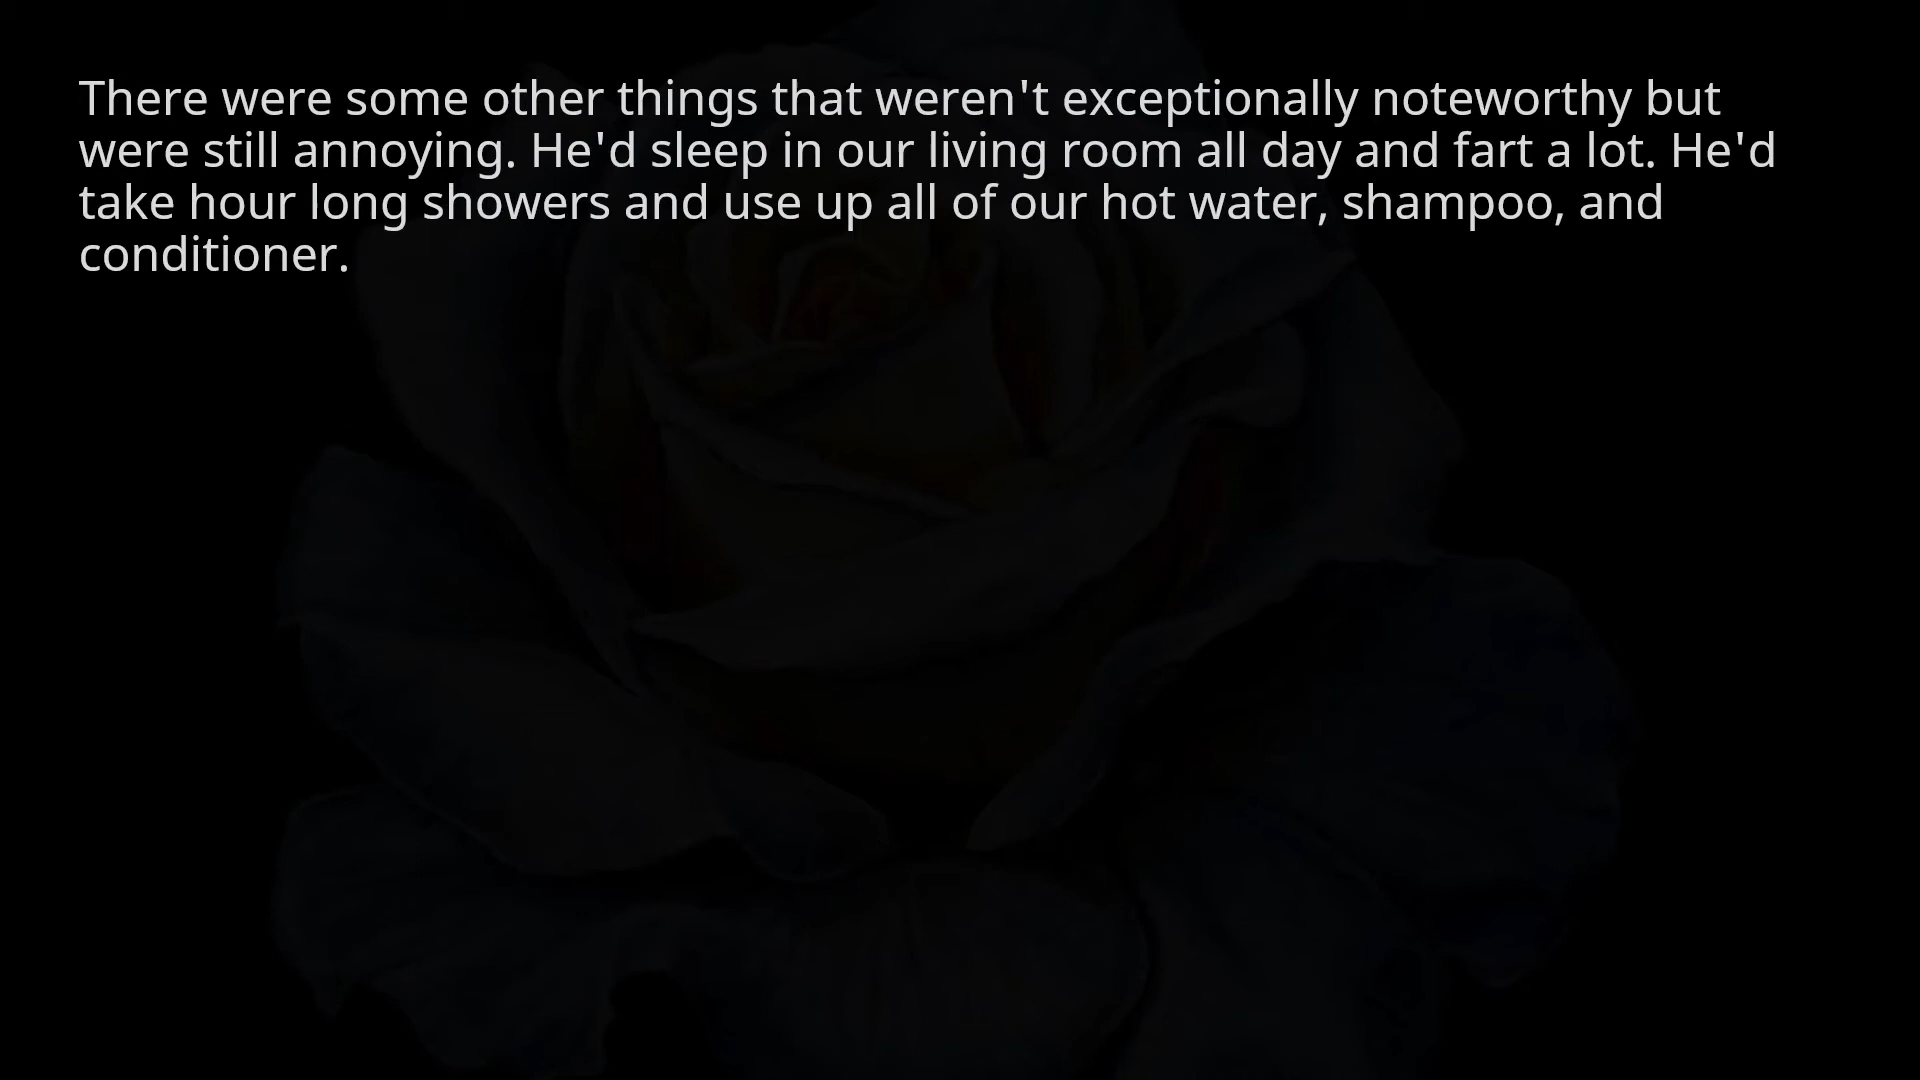 There were some other things that weren't exceptionally noteworthy but
were still annoying. He'd sleep in our living room all day and fart a lot. He'd
take hour long showers and use up all of our hot water, shampoo, and
conditioner.